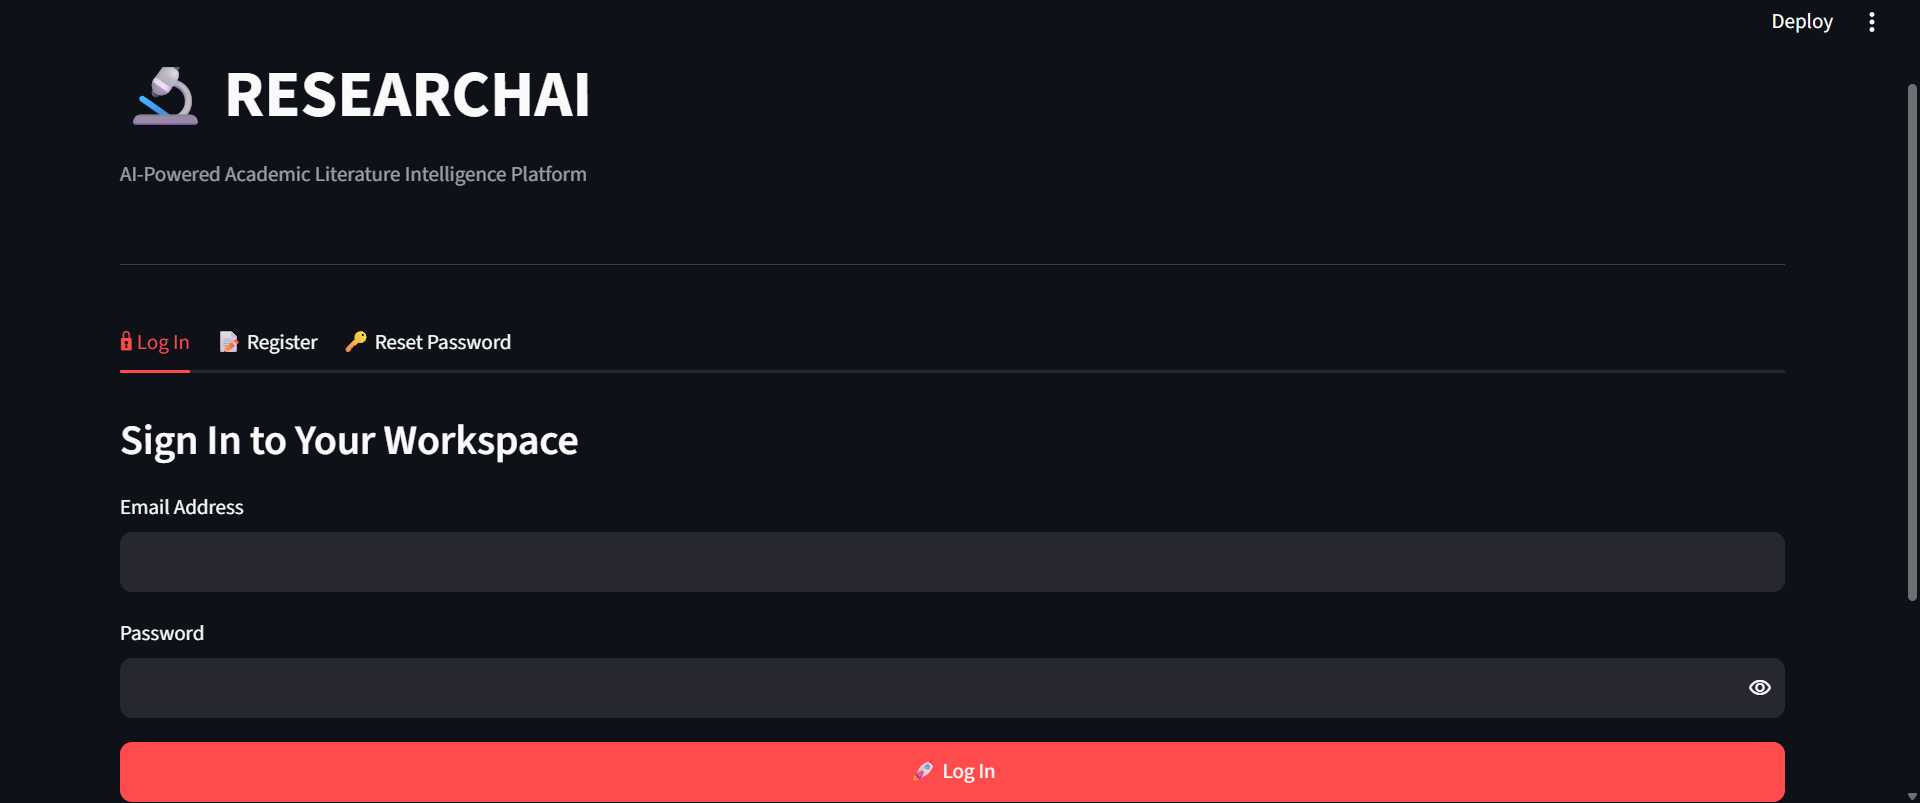 Deploy
RESEARCHAI
AI-Powered Academic Literature Intelligence Platform
Log In
Register
Reset Password
Sign In to Your Workspace
Email Address
Password
Log In